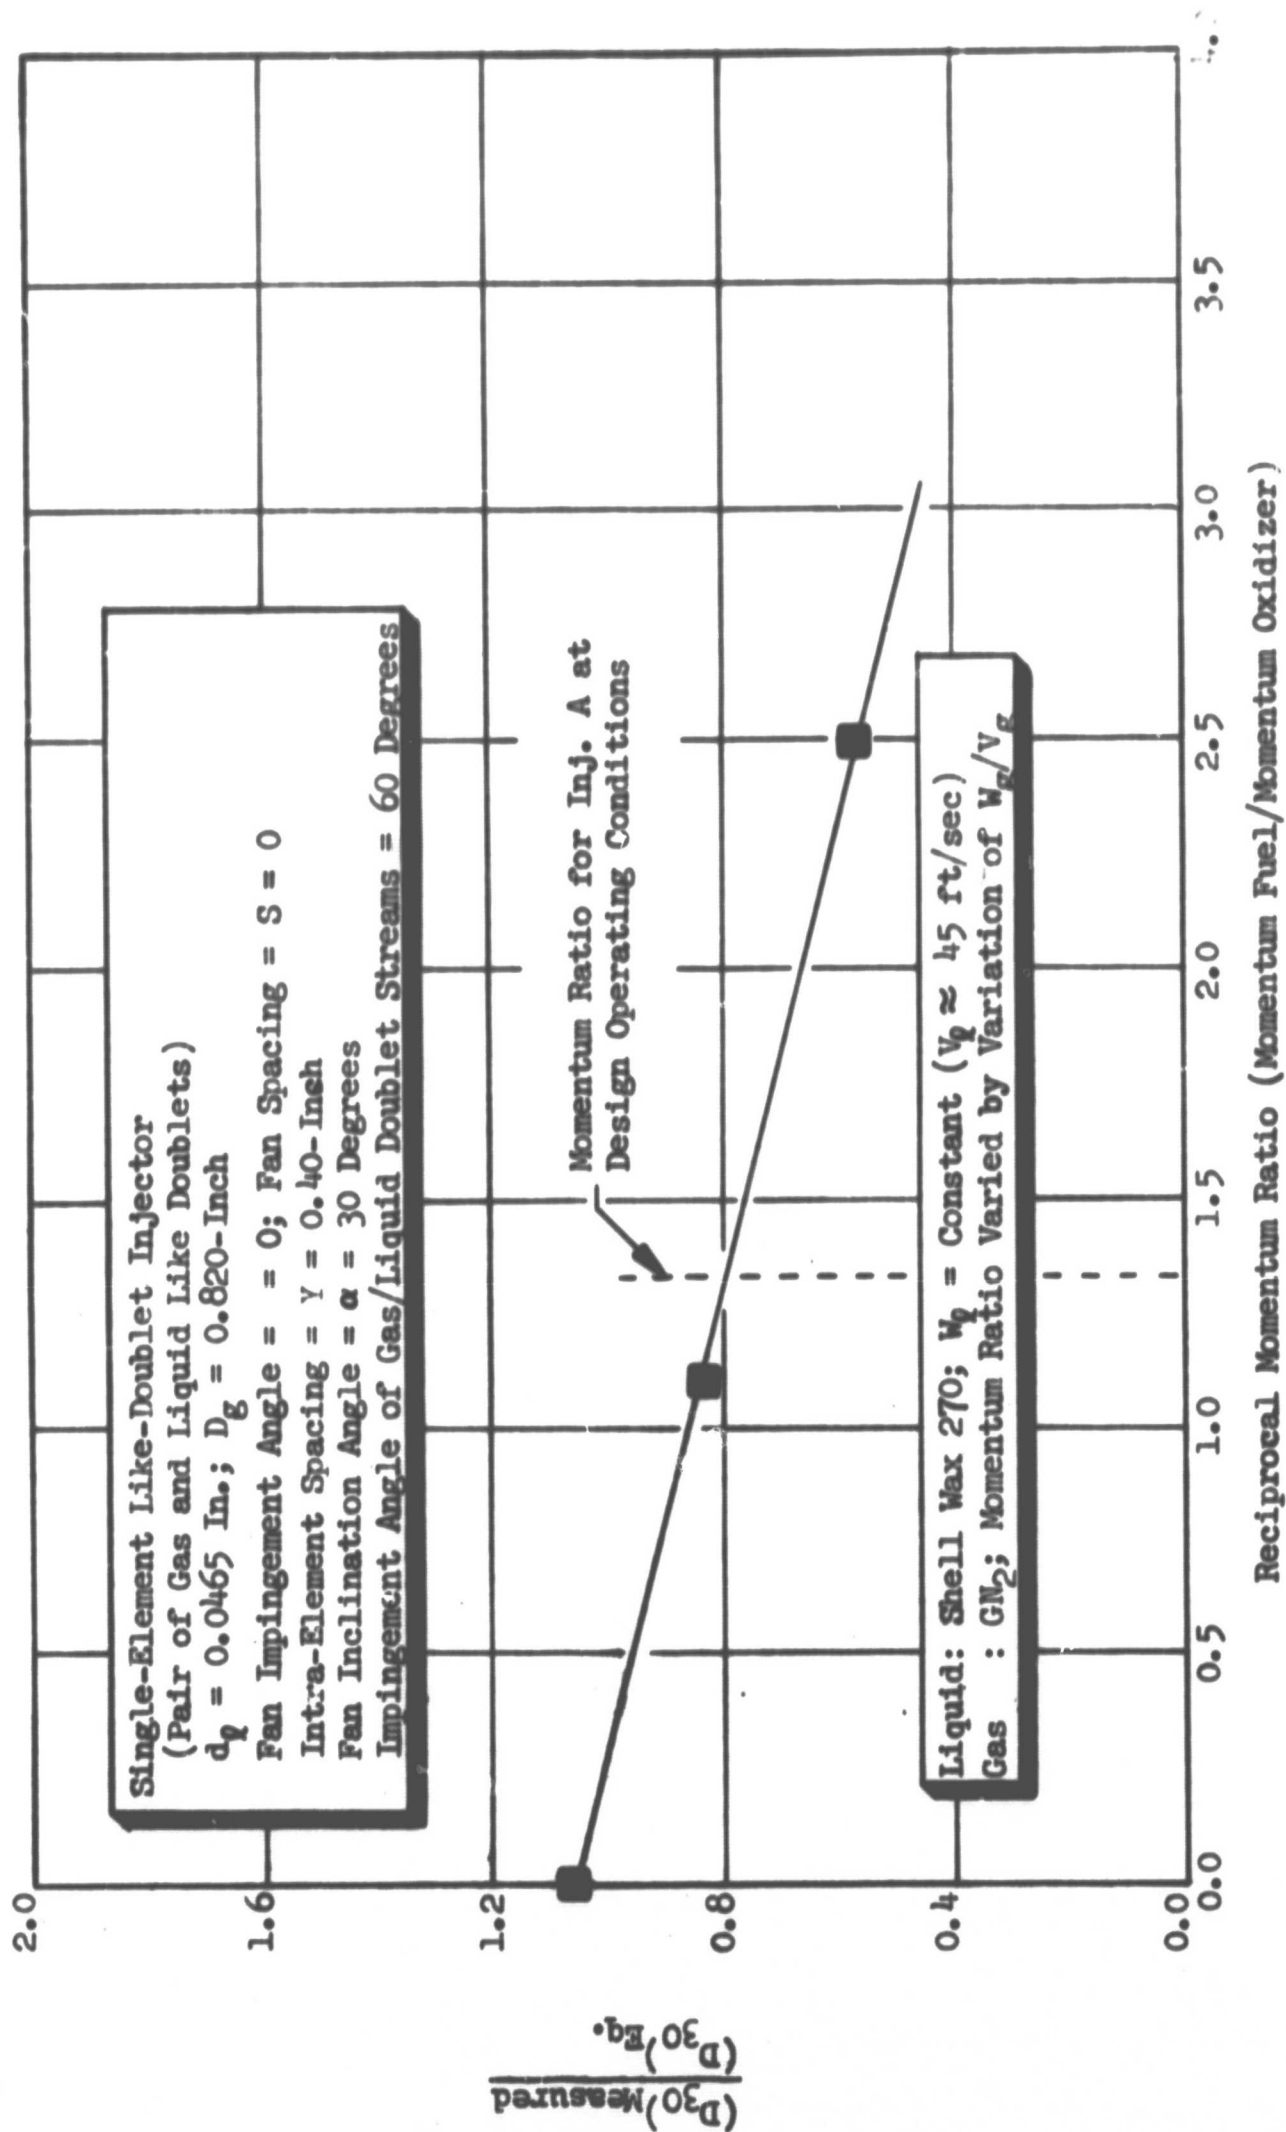 2.0
1.6
1.2
0.8
0.4
0.0
(D30)Measured
(D30)Eq.
Single-Element Like-Doublet Injector
(Pair of Gas and Liquid Like Doublets)
dℓ = 0.0465 In.; Dg = 0.820-Inch
Fan Impingement Angle = = 0; Fan Spacing = S = 0
Intra-Element Spacing = Y = 0.40-Inch
Fan Inclination Angle = α = 30 Degrees
Impingement Angle of Gas/Liquid Doublet Streams = 60 Degrees
Momentum Ratio for Inj. A at
Design Operating Conditions
Liquid: Shell Wax 270; Wℓ = Constant (Vℓ ≈ 45 ft/sec)
Gas : GN2; Momentum Ratio Varied by Variation of Wg/Vg
0.0 0.5 1.0 1.5 2.0 2.5 3.0 3.5
Reciprocal Momentum Ratio (Momentum Fuel/Momentum Oxidizer)